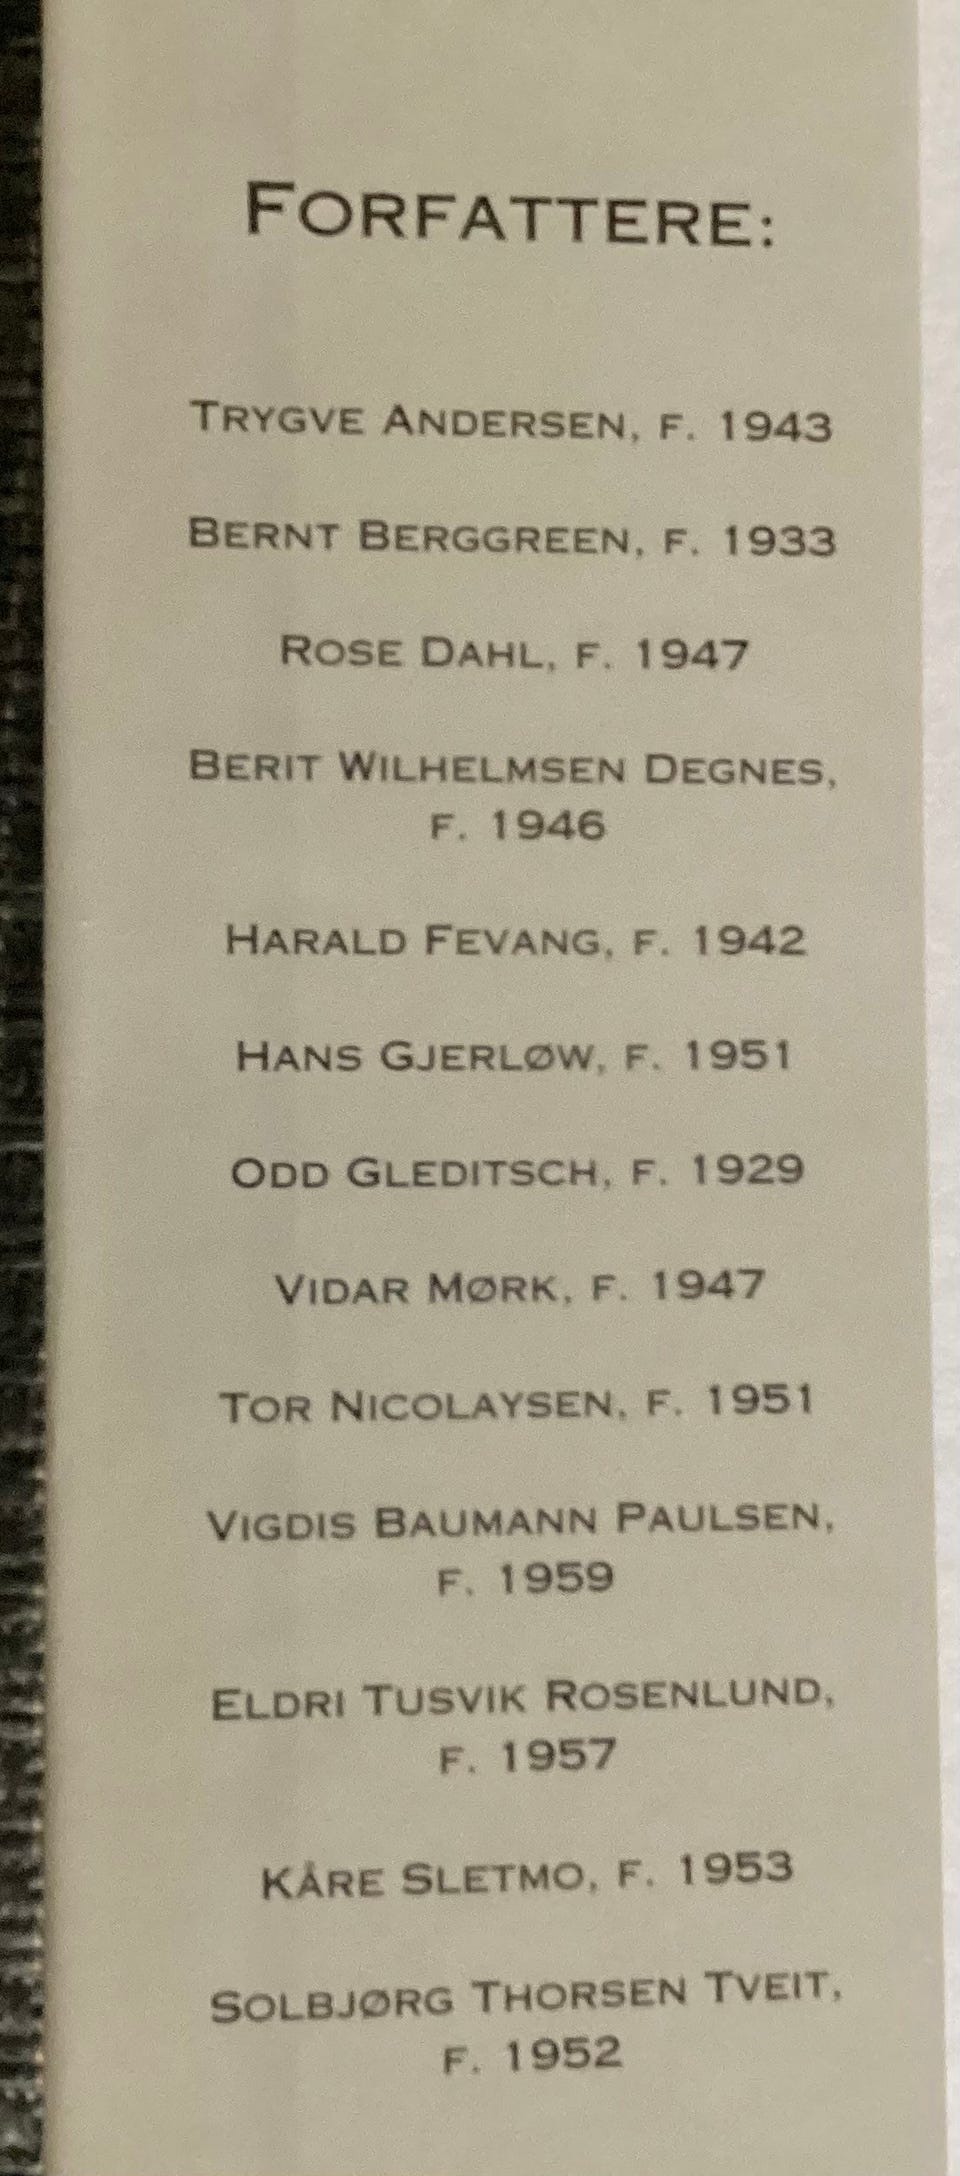 FORFATTERE:
TRYGVE ANDERSEN, F. 1943
BERNT BERGGREEN, F. 1933
ROSE DAHL, F. 1947
BERIT WILHELMSEN DEGNES,
F. 1946
HARALD FEVANG, F. 1942
HANS GJERLØW, F. 1951
ODD GLEDITSCH, F. 1929
VIDAR MØRK, F. 1947
TOR NICOLAYSEN, F. 1951
VIGDIS BAUMANN PAULSEN,
F. 1959
ELDRI TUSVIK ROSENLUND,
F. 1957
KÅRE SLETMO, F. 1953
SOLBJØRG THORSEN TVEIT,
F. 1952